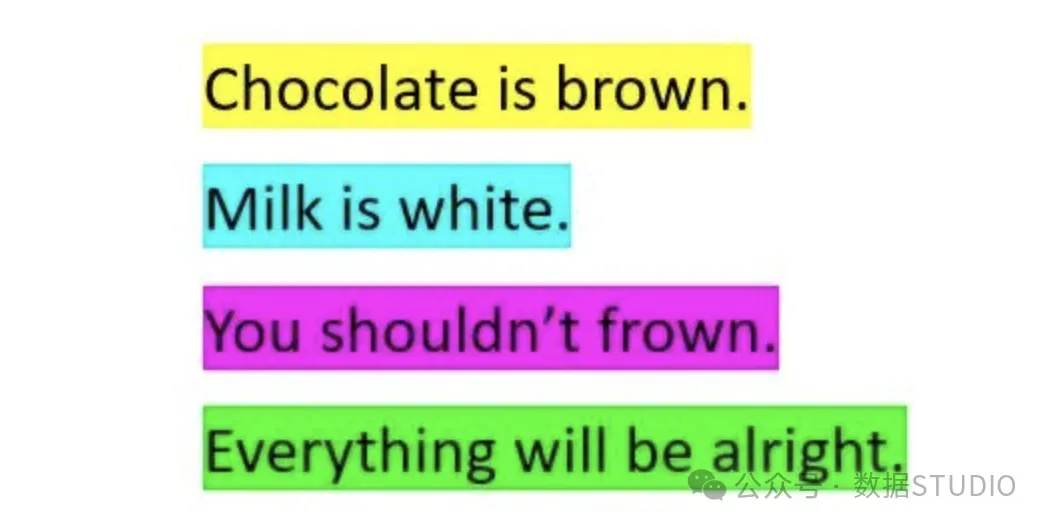 Chocolate is brown.
Milk is white.
You shouldn’t frown.
Everything will be alright.
公众号 · 数据STUDIO